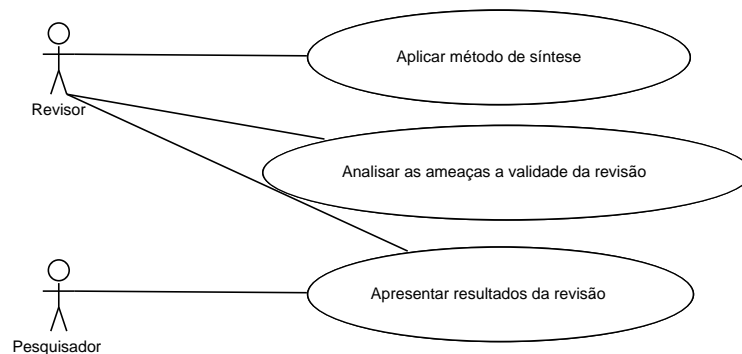 Aplicar método de síntese
Revisor
Analisar as ameaças a validade da revisão
Apresentar resultados da revisão
Pesquisador